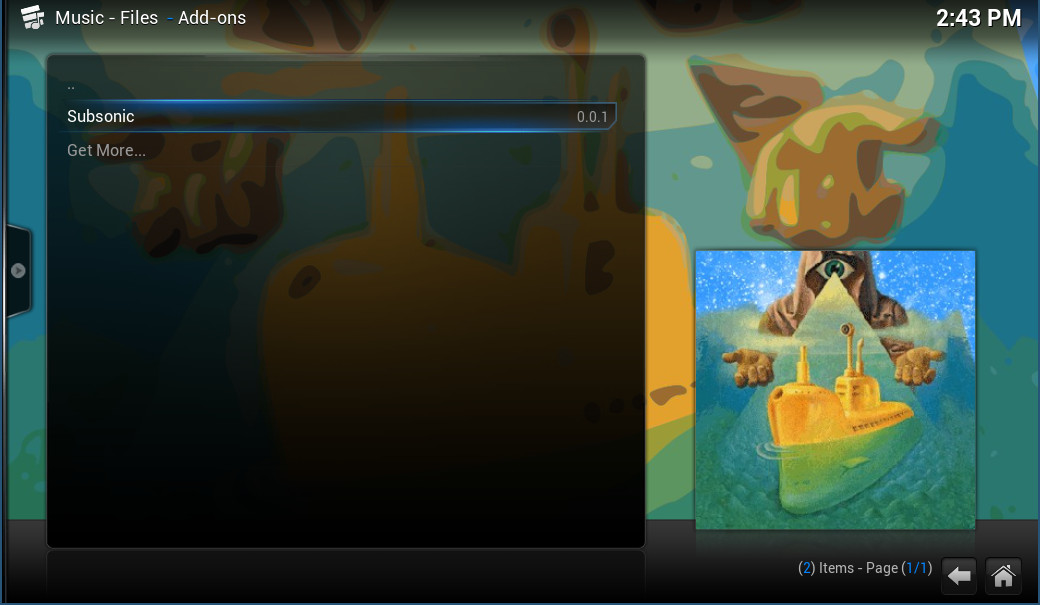 Music - Files - Add-ons
2:43 PM
..
Subsonic 0.0.1
Get More...
(2) Items - Page (1/1)